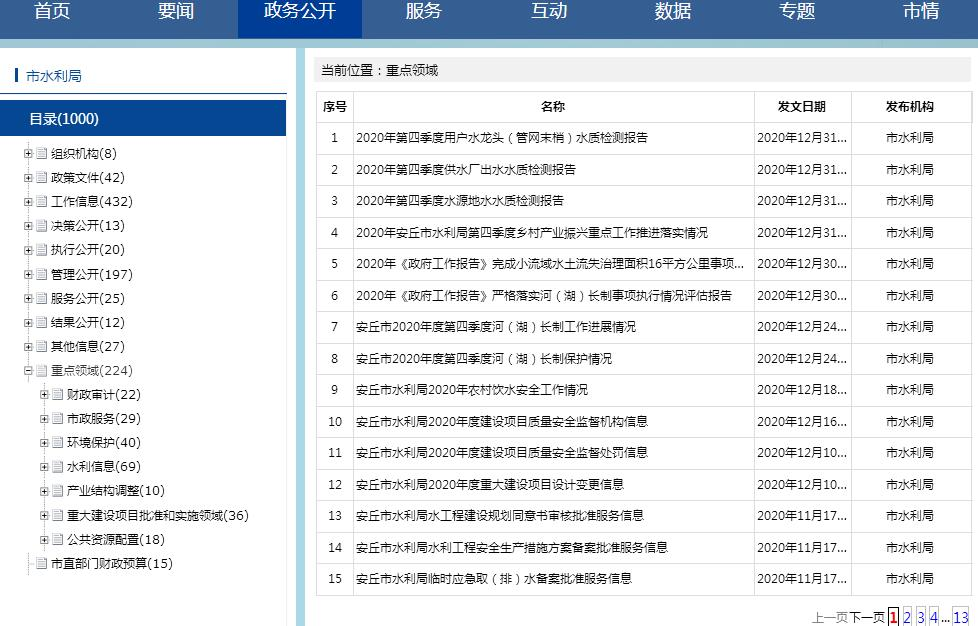 首页 要闻 政务公开 服务 互动 数据 专题 市情
市水利局
目录(1000)
组织机构(8)
政策文件(42)
工作信息(432)
决策公开(13)
执行公开(20)
管理公开(197)
服务公开(25)
结果公开(12)
其他信息(27)
重点领域(224)
财政审计(22)
市政服务(29)
环境保护(40)
水利信息(69)
产业结构调整(10)
重大建设项目批准和实施领域(36)
公共资源配置(18)
市直部门财政预算(15)
当前位置：重点领域
序号 名称 发文日期 发布机构
1 2020年第四季度用户水龙头（管网末梢）水质检测报告 2020年12月31... 市水利局
2 2020年第四季度供水厂出水水质检测报告 2020年12月31... 市水利局
3 2020年第四季度水源地水水质检测报告 2020年12月31... 市水利局
4 2020年安丘市水利局第四季度乡村产业振兴重点工作推进落实情况 2020年12月31... 市水利局
5 2020年《政府工作报告》完成小流域水土流失治理面积16平方公里事项... 2020年12月30... 市水利局
6 2020年《政府工作报告》严格落实河（湖）长制事项执行情况评估报告 2020年12月30... 市水利局
7 安丘市2020年度第四季度河（湖）长制工作进展情况 2020年12月24... 市水利局
8 安丘市2020年度第四季度河（湖）长制保护情况 2020年12月24... 市水利局
9 安丘市水利局2020年农村饮水安全工作情况 2020年12月18... 市水利局
10 安丘市水利局2020年度建设项目质量安全监督机构信息 2020年12月16... 市水利局
11 安丘市水利局2020年度建设项目质量安全监督处罚信息 2020年12月10... 市水利局
12 安丘市水利局2020年度重大建设项目设计变更信息 2020年12月10... 市水利局
13 安丘市水利局水工程建设规划同意书审核批准服务信息 2020年11月17... 市水利局
14 安丘市水利局水利工程安全生产措施方案备案批准服务信息 2020年11月17... 市水利局
15 安丘市水利局临时应急取（排）水备案批准服务信息 2020年11月17... 市水利局
上一页下一页 1 2 3 4 ... 13